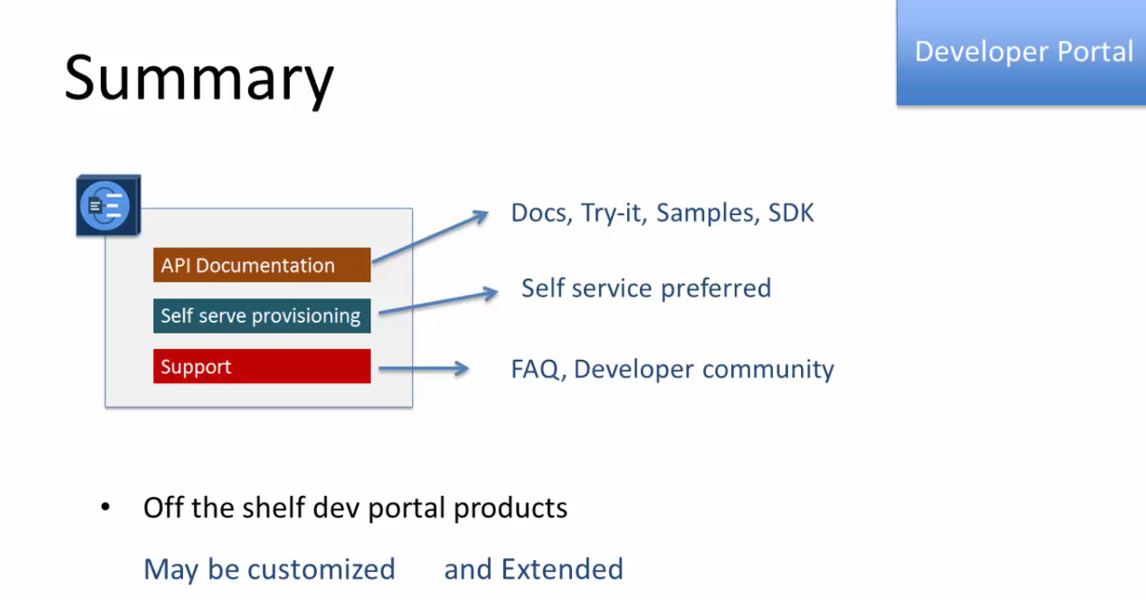 Developer Portal
Summary
API Documentation
Docs, Try-it, Samples, SDK
Self serve provisioning
Self service preferred
Support
FAQ, Developer community
• Off the shelf dev portal products
May be customized and Extended